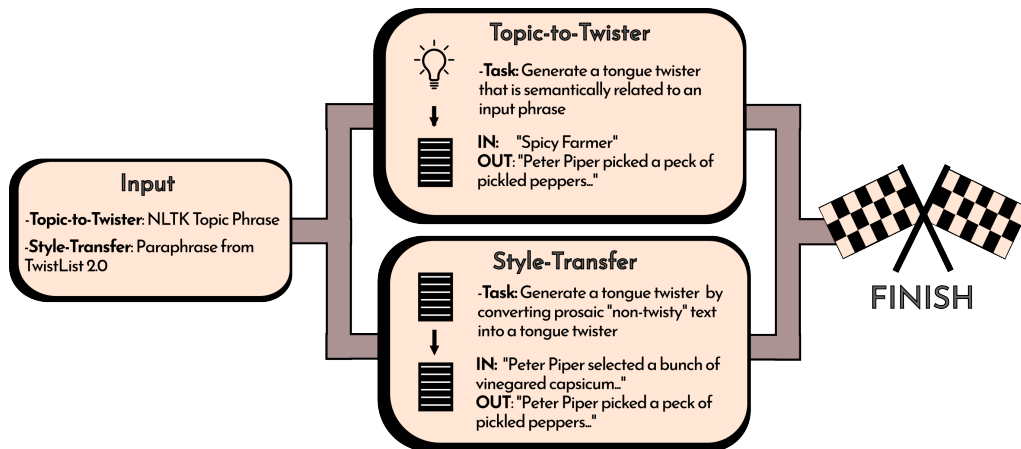 Input
-Topic-to-Twister: NLTK Topic Phrase
-Style-Transfer: Paraphrase from
TwistList 2.0
Topic-to-Twister
-Task: Generate a tongue twister
that is semantically related to an
input phrase
IN: "Spicy Farmer"
OUT: "Peter Piper picked a peck of
pickled peppers..."
Style-Transfer
-Task: Generate a tongue twister by
converting prosaic "non-twisty" text
into a tongue twister
IN: "Peter Piper selected a bunch of
vinegared capsicum..."
OUT: "Peter Piper picked a peck of
pickled peppers..."
FINISH